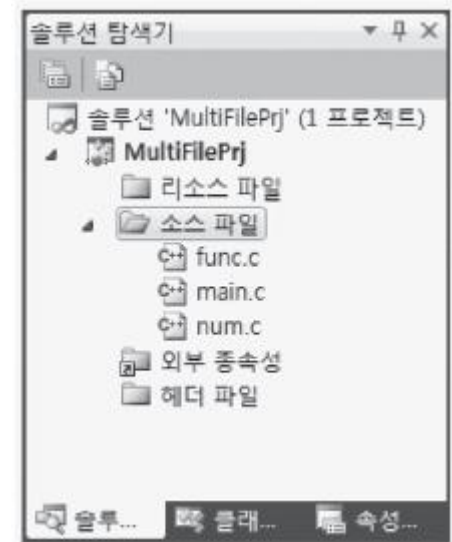 솔루션 탐색기
솔루션 'MultiFilePrj' (1 프로젝트)
MultiFilePrj
리소스 파일
소스 파일
func.c
main.c
num.c
외부 종속성
헤더 파일
솔루... 클래... 속성...